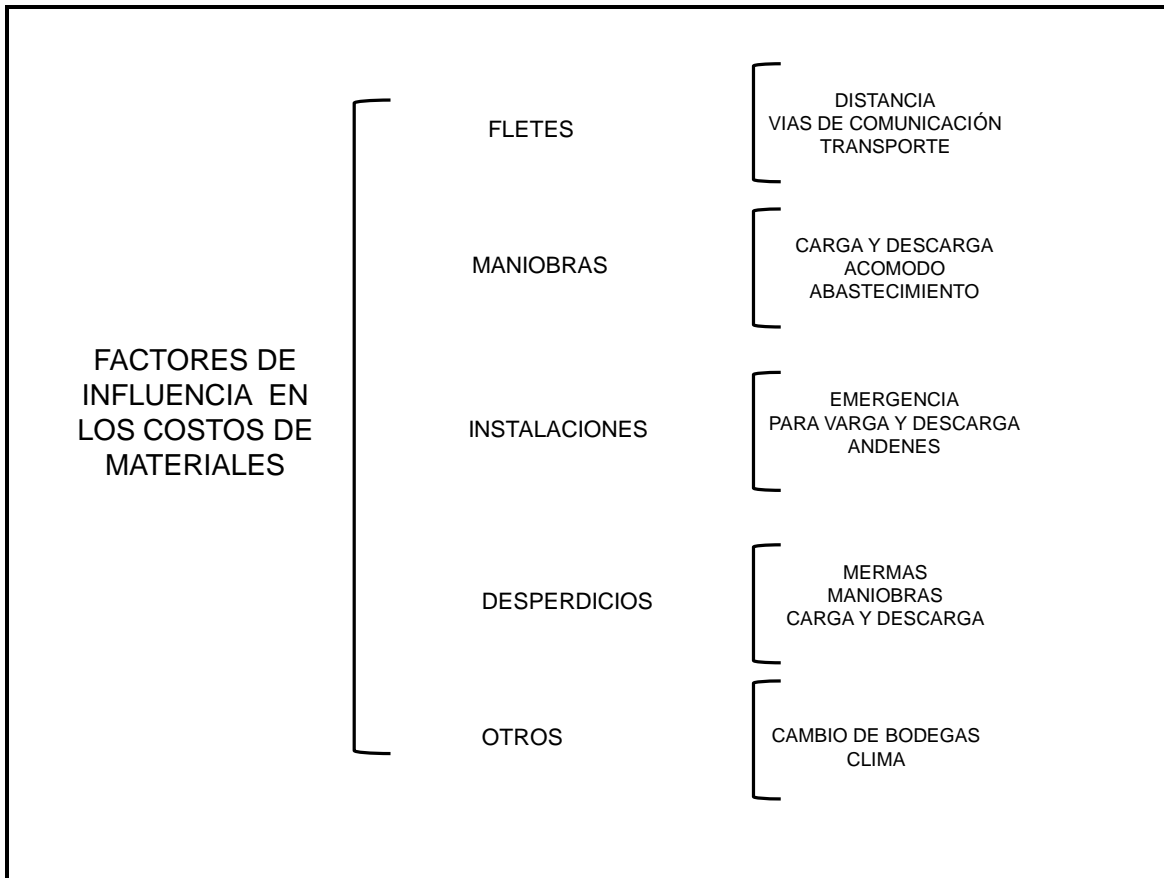 FACTORES DE
INFLUENCIA EN
LOS COSTOS DE
MATERIALES
FLETES
DISTANCIA
VIAS DE COMUNICACIÓN
TRANSPORTE
MANIOBRAS
CARGA Y DESCARGA
ACOMODO
ABASTECIMIENTO
INSTALACIONES
EMERGENCIA
PARA VARGA Y DESCARGA
ANDENES
DESPERDICIOS
MERMAS
MANIOBRAS
CARGA Y DESCARGA
OTROS
CAMBIO DE BODEGAS
CLIMA